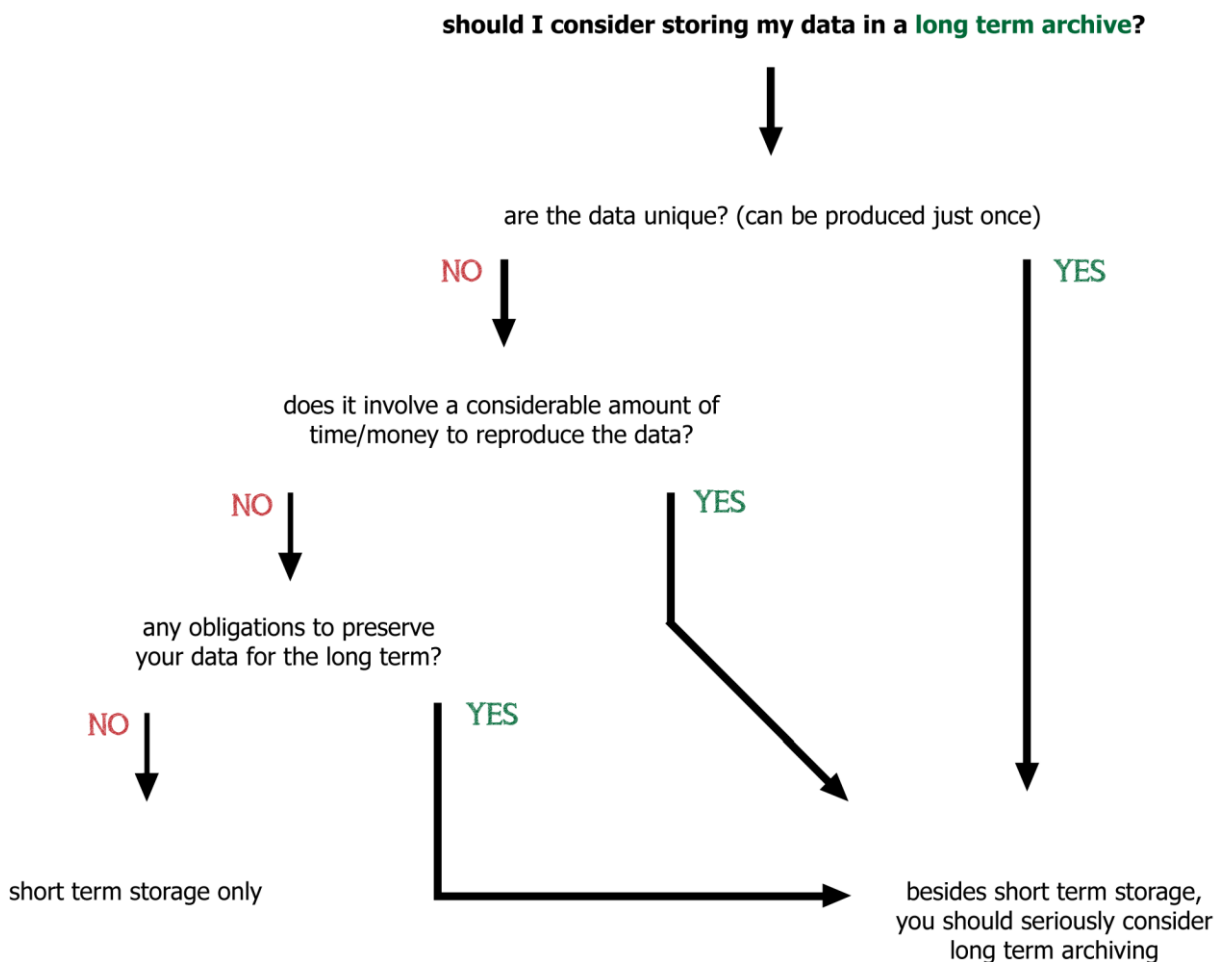 should I consider storing my data in a long term archive?
are the data unique? (can be produced just once)
NO
YES
does it involve a considerable amount of
time/money to reproduce the data?
NO
YES
any obligations to preserve
your data for the long term?
NO
YES
short term storage only
besides short term storage,
you should seriously consider
long term archiving